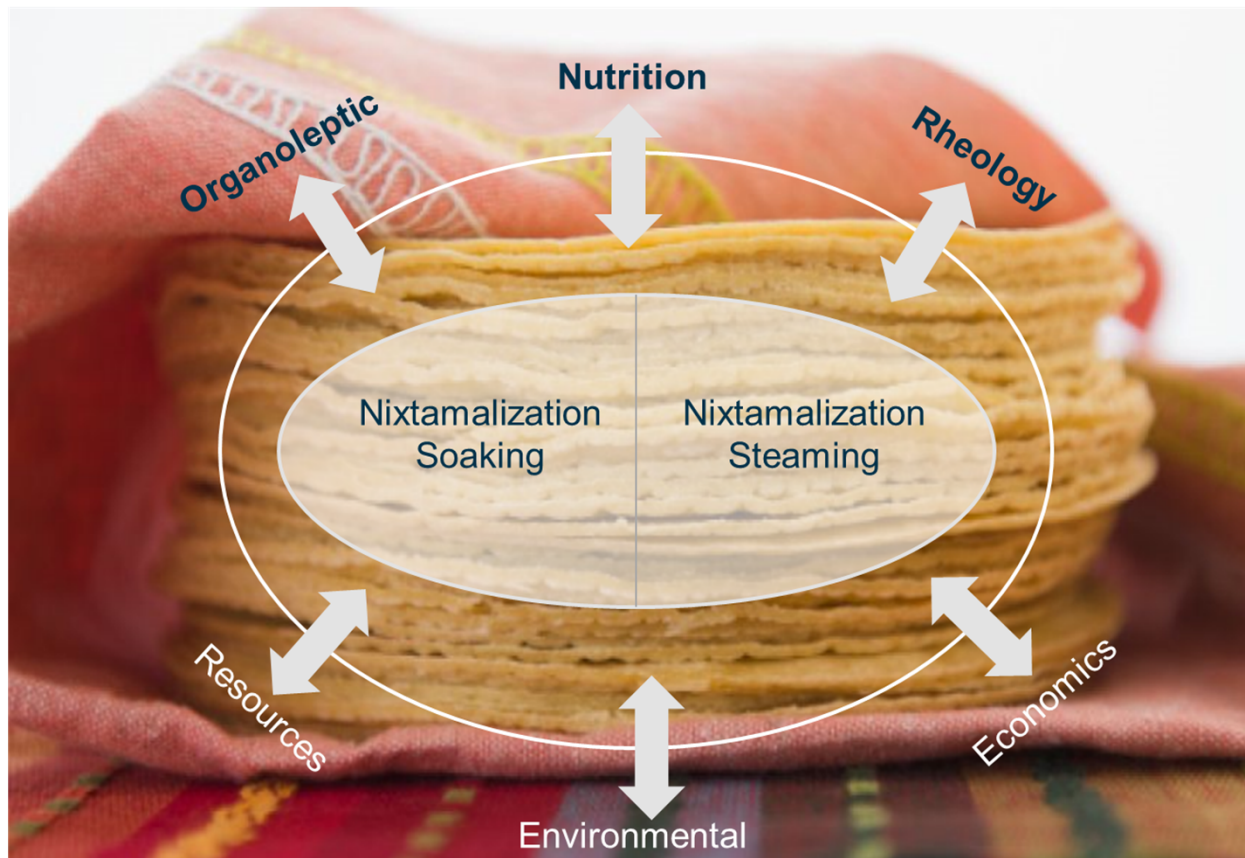 Nutrition
Organoleptic
Rheology
Nixtamalization
Soaking
Nixtamalization
Steaming
Resources
Economics
Environmental